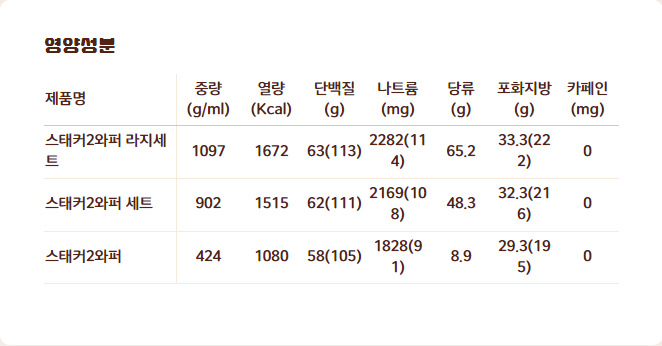 영양성분
제품명 중량 (g/ml) 열량 (Kcal) 단백질 (g) 나트륨 (mg) 당류 (g) 포화지방 (g) 카페인 (mg)
스태커2와퍼 라지세트 1097 1672 63(113) 2282(114) 65.2 33.3(222) 0
스태커2와퍼 세트 902 1515 62(111) 2169(108) 48.3 32.3(216) 0
스태커2와퍼 424 1080 58(105) 1828(91) 8.9 29.3(195) 0